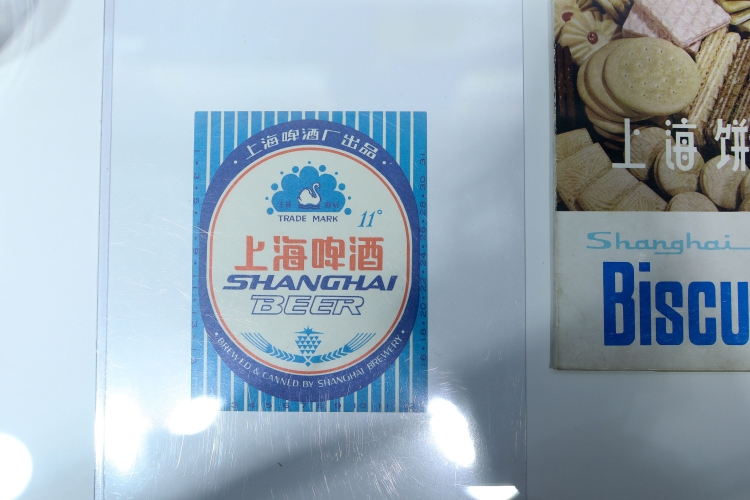 ·上海啤酒厂出品·
TRADE MARK
11°
上海啤酒
SHANGHAI
BEER
·BREWED & CANNED BY SHANGHAI BREWERY·
上海饼
Shanghai
Biscu